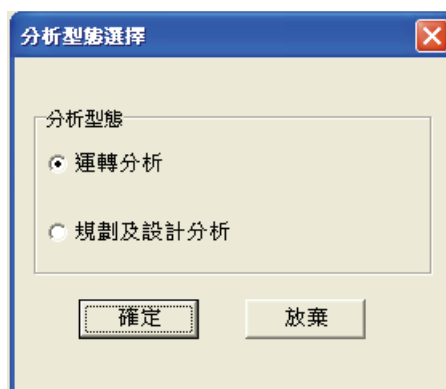 分析型態選擇
分析型態
運轉分析
規劃及設計分析
確定
放棄